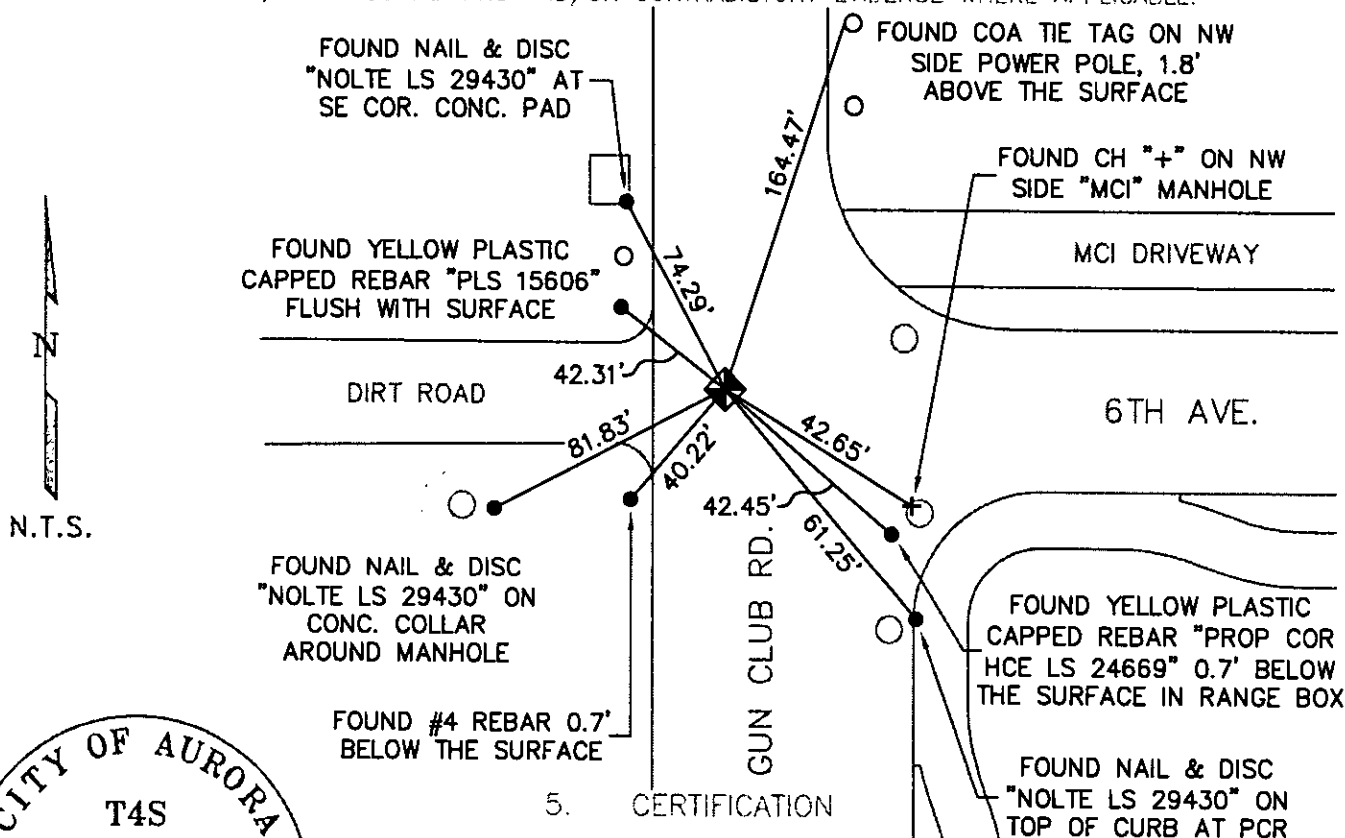 CONTRADICTORY EVIDENCE WHERE APPLICABLE.
FOUND NAIL & DISC
"NOLTE LS 29430" AT
SE COR. CONC. PAD
FOUND COA TIE TAG ON NW
SIDE POWER POLE, 1.8'
ABOVE THE SURFACE
164.47'
FOUND CH "+" ON NW
SIDE "MCI" MANHOLE
FOUND YELLOW PLASTIC
CAPPED REBAR "PLS 15606"
FLUSH WITH SURFACE
74.29'
MCI DRIVEWAY
N
42.31'
DIRT ROAD
6TH AVE.
81.83'
40.22'
42.65'
42.45'
61.25'
N.T.S.
FOUND NAIL & DISC
"NOLTE LS 29430" ON
CONC. COLLAR
AROUND MANHOLE
GUN CLUB RD.
FOUND YELLOW PLASTIC
CAPPED REBAR "PROP COR
HCE LS 24669" 0.7' BELOW
THE SURFACE IN RANGE BOX
FOUND #4 REBAR 0.7'
BELOW THE SURFACE
FOUND NAIL & DISC
"NOLTE LS 29430" ON
TOP OF CURB AT PCR
CITY OF AURORA
T4S
5. CERTIFICATION